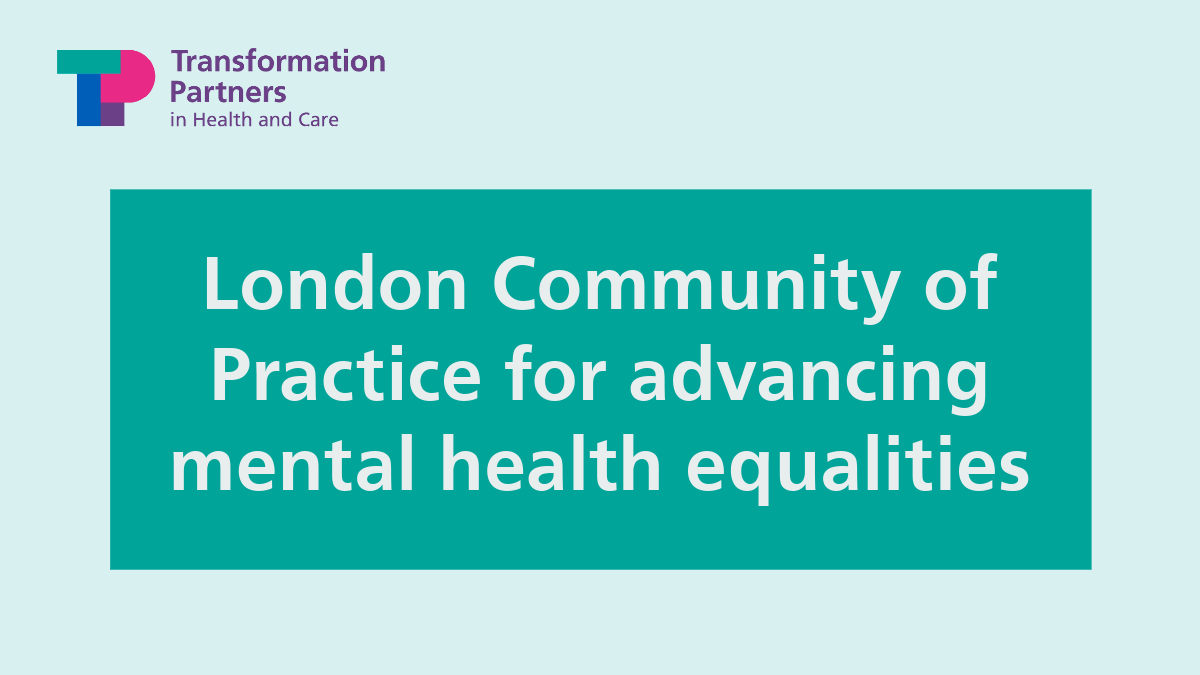 Transformation
Partners
in Health and Care
London Community of
Practice for advancing
mental health equalities